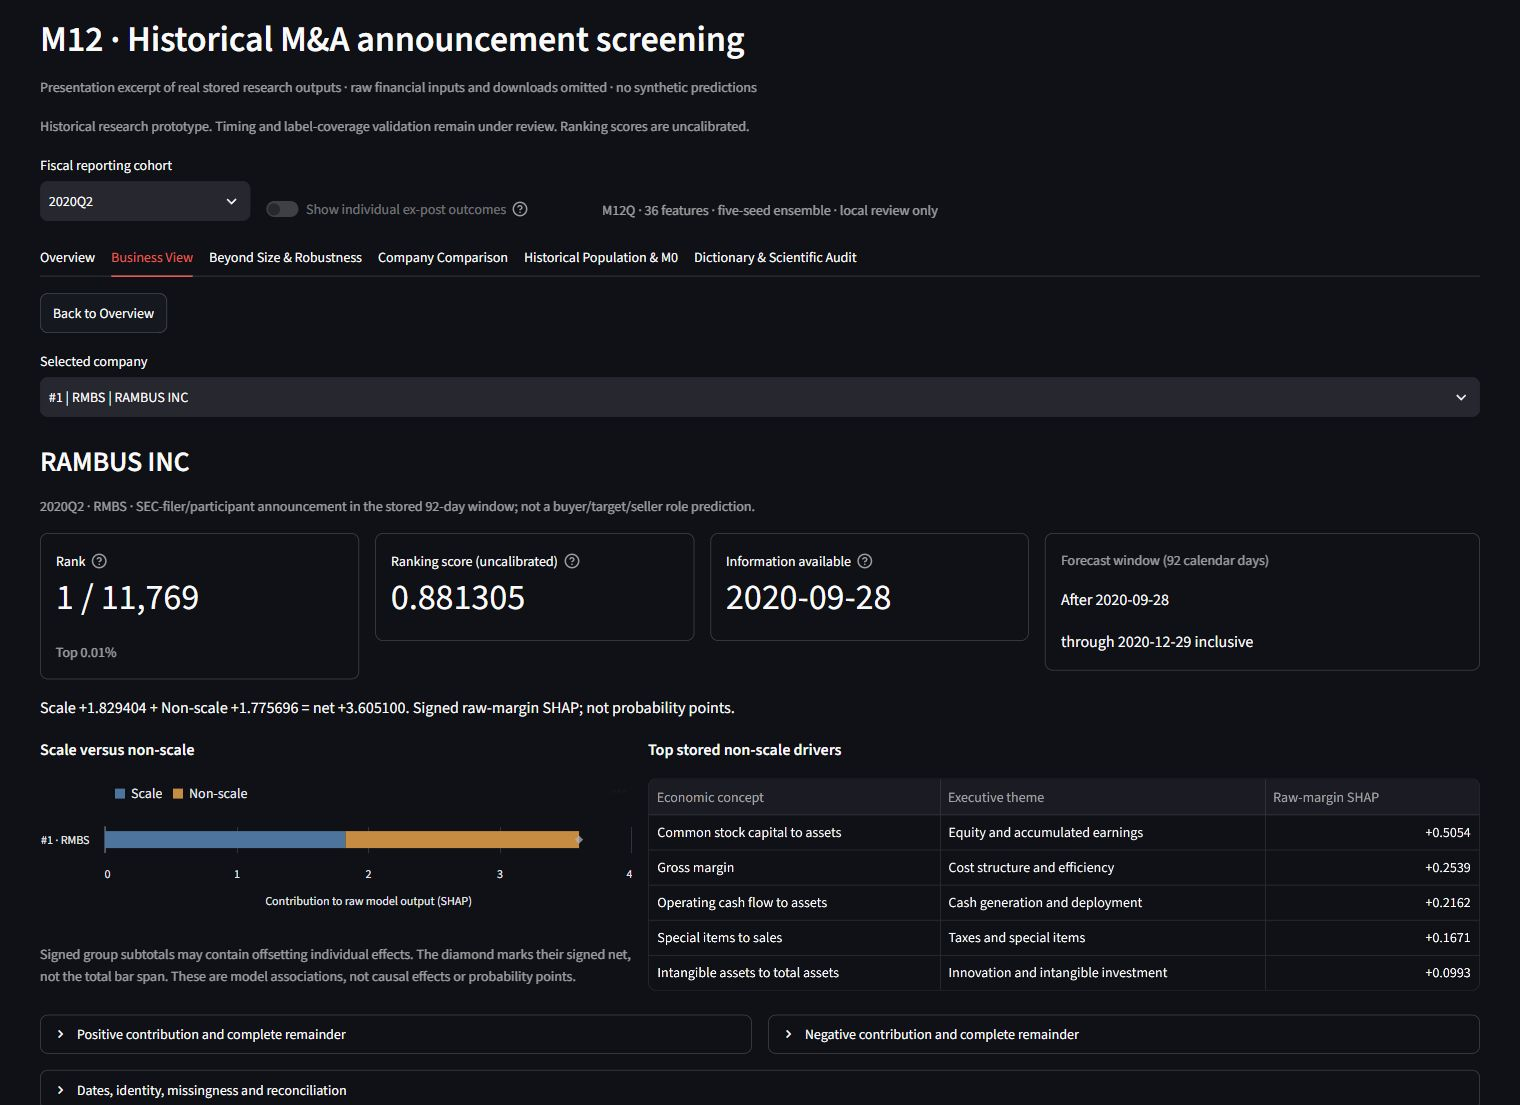 M12 · Historical M&A announcement screening
Presentation excerpt of real stored research outputs · raw financial inputs and downloads omitted · no synthetic predictions
Historical research prototype. Timing and label-coverage validation remain under review. Ranking scores are uncalibrated.
Fiscal reporting cohort
2020Q2
Show individual ex-post outcomes
M12Q · 36 features · five-seed ensemble · local review only
Overview Business View Beyond Size & Robustness Company Comparison Historical Population & M0 Dictionary & Scientific Audit
Back to Overview
Selected company
#1 | RMBS | RAMBUS INC
RAMBUS INC
2020Q2 · RMBS · SEC-filer/participant announcement in the stored 92-day window; not a buyer/target/seller role prediction.
Rank
1 / 11,769
Top 0.01%
Ranking score (uncalibrated)
0.881305
Information available
2020-09-28
Forecast window (92 calendar days)
After 2020-09-28
through 2020-12-29 inclusive
Scale +1.829404 + Non-scale +1.775696 = net +3.605100. Signed raw-margin SHAP; not probability points.
Scale versus non-scale
Scale Non-scale
#1 · RMBS
0 1 2 3 4
Contribution to raw model output (SHAP)
Signed group subtotals may contain offsetting individual effects. The diamond marks their signed net,
not the total bar span. These are model associations, not causal effects or probability points.
Top stored non-scale drivers
Economic concept Executive theme Raw-margin SHAP
Common stock capital to assets Equity and accumulated earnings +0.5054
Gross margin Cost structure and efficiency +0.2539
Operating cash flow to assets Cash generation and deployment +0.2162
Special items to sales Taxes and special items +0.1671
Intangible assets to total assets Innovation and intangible investment +0.0993
Positive contribution and complete remainder
Negative contribution and complete remainder
Dates, identity, missingness and reconciliation